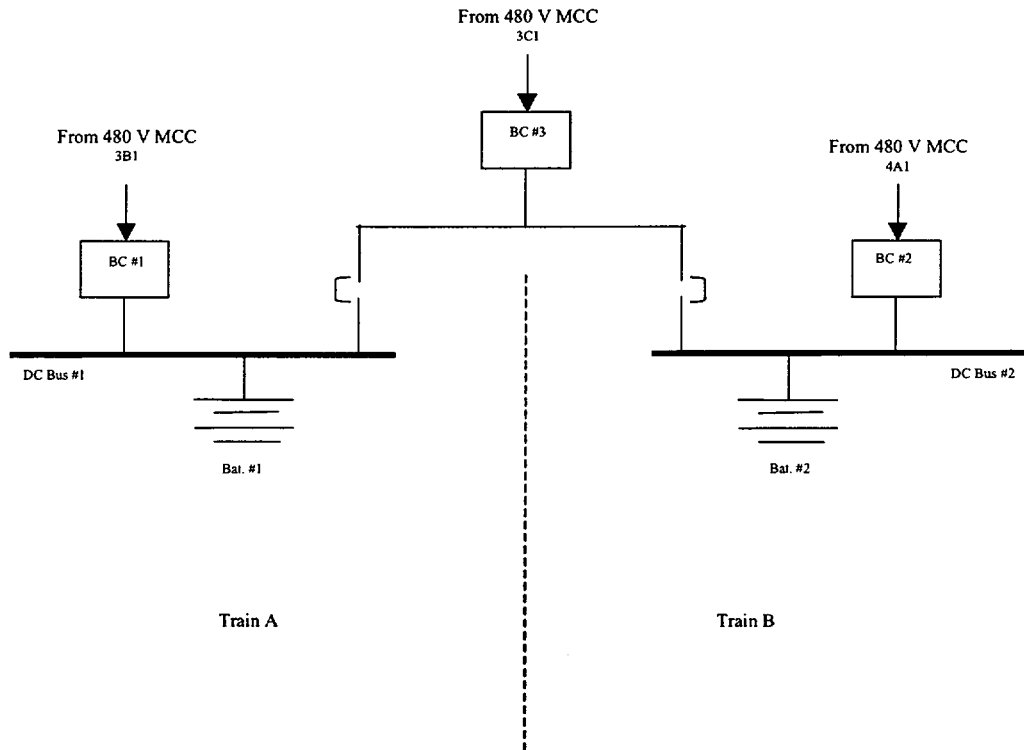 From 480 V MCC
3C1
BC #3
From 480 V MCC
3B1
From 480 V MCC
4A1
BC #1
BC #2
DC Bus #1
DC Bus #2
Bat. #1
Bat. #2
Train A
Train B